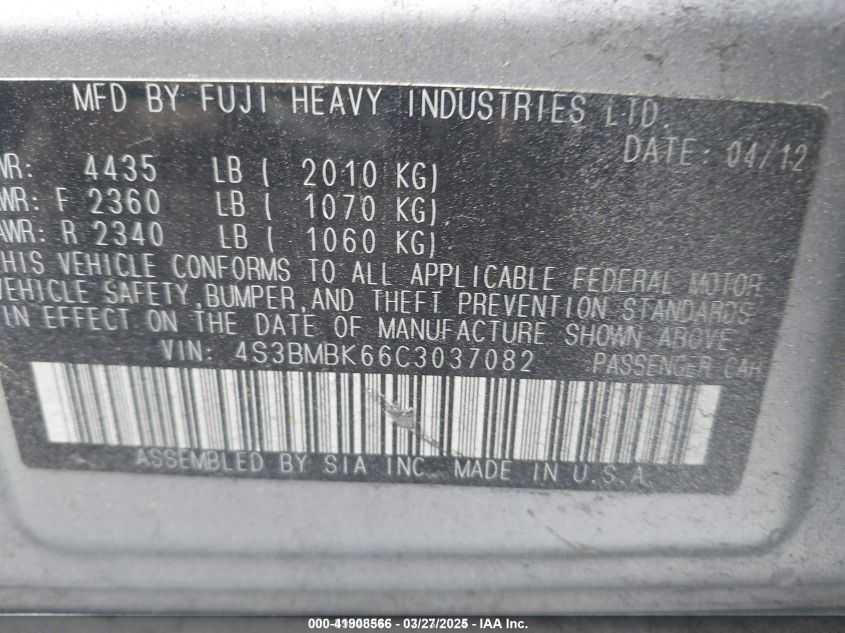 MFD BY FUJI HEAVY INDUSTRIES LTD.
DATE: 04/12
WR: 4435 LB ( 2010 KG)
WR: F 2360 LB ( 1070 KG)
AWR: R 2340 LB ( 1060 KG)
HIS VEHICLE CONFORMS TO ALL APPLICABLE FEDERAL MOTOR
VEHICLE SAFETY,BUMPER,AND THEFT PREVENTION STANDARDS
IN EFFECT ON THE DATE OF MANUFACTURE SHOWN ABOVE.
VIN: 4S3BMBK66C3037082 PASSENGER CAR
ASSEMBLED BY SIA INC. MADE IN U.S.A.
000-41908566 - 03/27/2025 - IAA Inc.